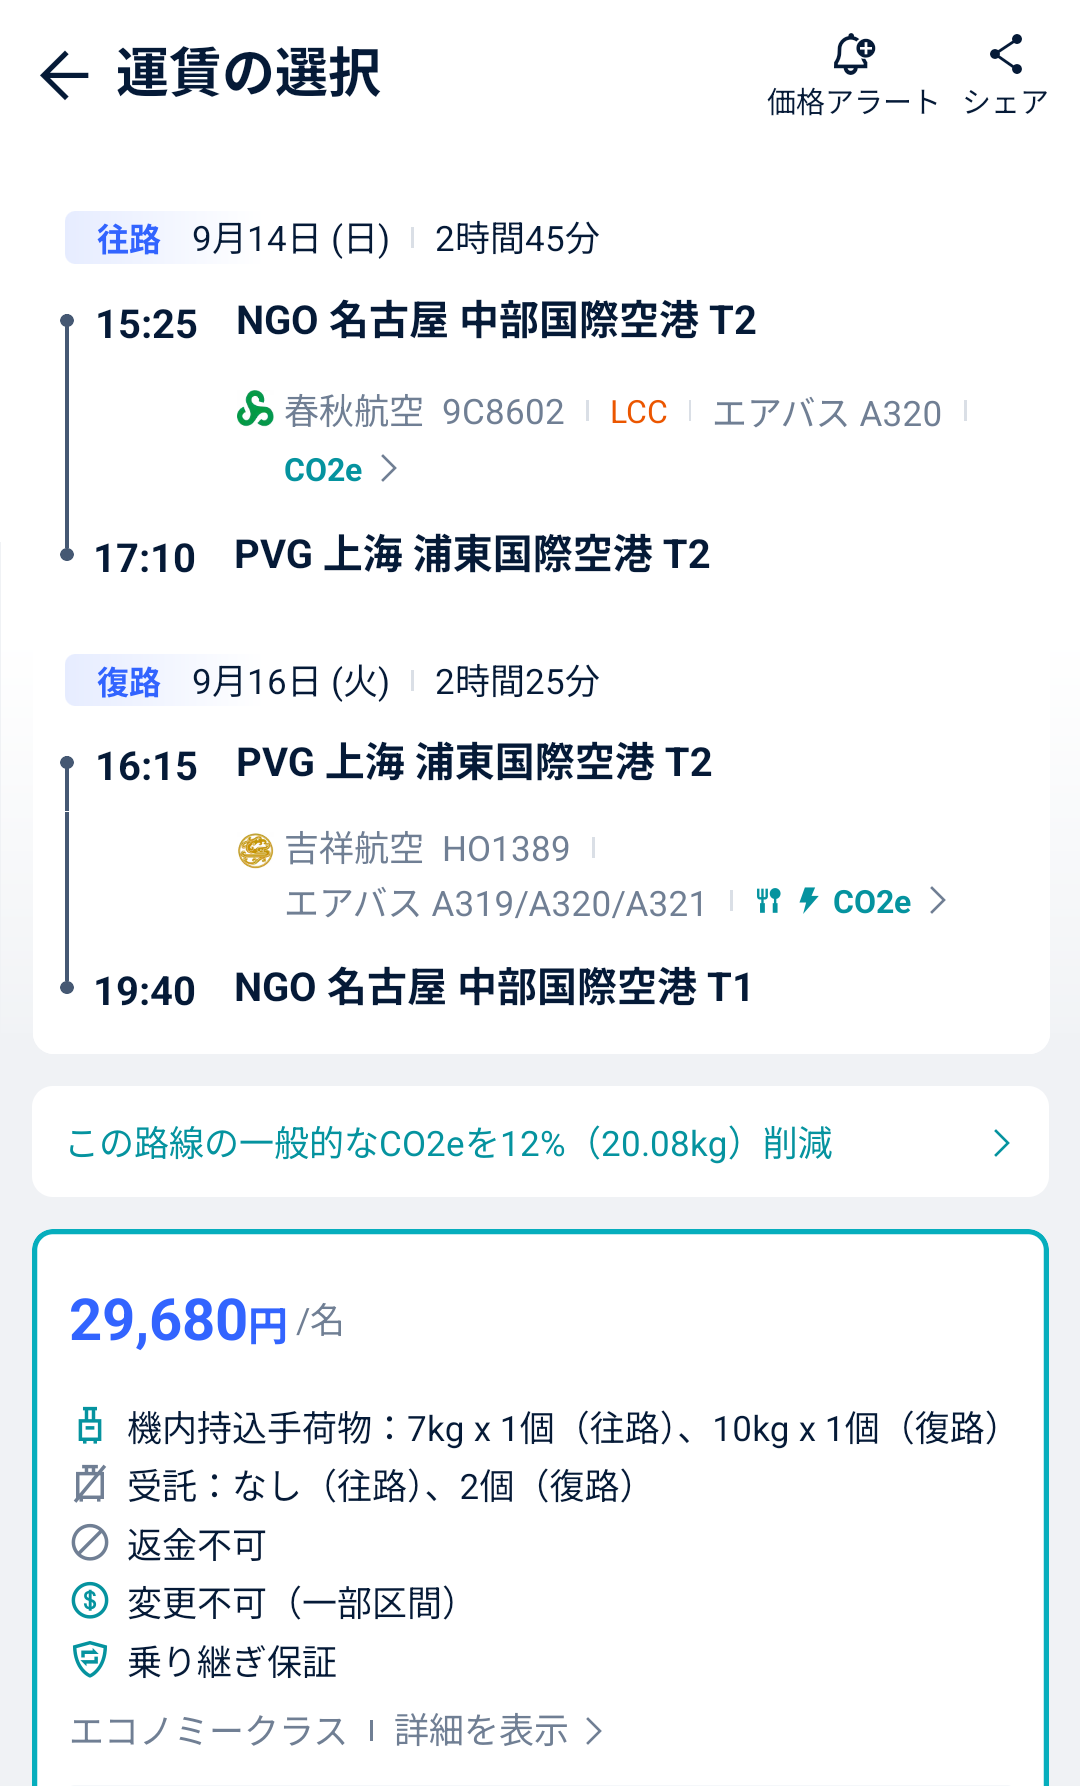 運賃の選択
価格アラート シェア
往路 9月14日 (日) 2時間45分
15:25 NGO 名古屋 中部国際空港 T2
春秋航空 9C8602 LCC エアバス A320
CO2e
17:10 PVG 上海 浦東国際空港 T2
復路 9月16日 (火) 2時間25分
16:15 PVG 上海 浦東国際空港 T2
吉祥航空 HO1389
エアバス A319/A320/A321 CO2e
19:40 NGO 名古屋 中部国際空港 T1
この路線の一般的なCO2eを12%（20.08kg）削減
29,680円 /名
機内持込手荷物：7kg x 1個（往路）、10kg x 1個（復路）
受託：なし（往路）、2個（復路）
返金不可
変更不可（一部区間）
乗り継ぎ保証
エコノミークラス 詳細を表示